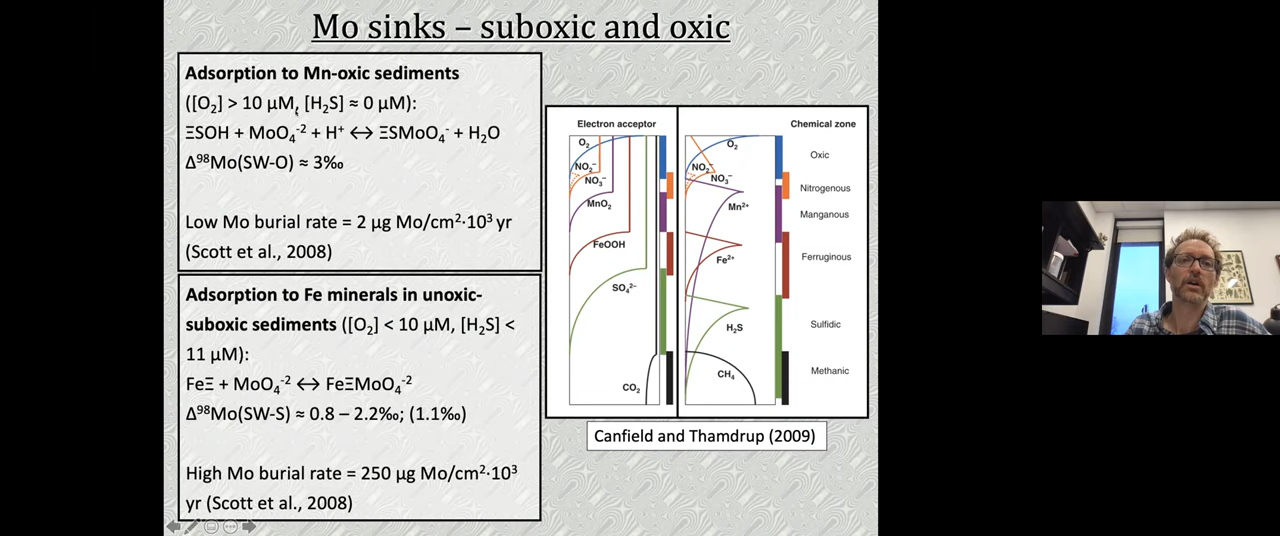 Mo sinks – suboxic and oxic
Adsorption to Mn-oxic sediments
([O₂] > 10 µM, [H₂S] ≈ 0 µM):
ΞSOH + MoO₄⁻² + H⁺ ↔ ΞSMoO₄⁻ + H₂O
Δ⁹⁸Mo(SW-O) ≈ 3‰
Low Mo burial rate = 2 µg Mo/cm²·10³ yr
(Scott et al., 2008)
Adsorption to Fe minerals in unoxic-
suboxic sediments ([O₂] < 10 µM, [H₂S] <
11 µM):
FeΞ + MoO₄⁻² ↔ FeΞMoO₄⁻²
Δ⁹⁸Mo(SW-S) ≈ 0.8 – 2.2‰; (1.1‰)
High Mo burial rate = 250 µg Mo/cm²·10³
yr (Scott et al., 2008)
Electron acceptor
O₂
NO₂⁻
NO₃⁻
MnO₂
FeOOH
SO₄²⁻
CO₂
Chemical zone
O₂
NO₂⁻
NO₃⁻
Mn²⁺
Fe²⁺
H₂S
CH₄
Oxic
Nitrogenous
Manganous
Ferruginous
Sulfidic
Methanic
Canfield and Thamdrup (2009)